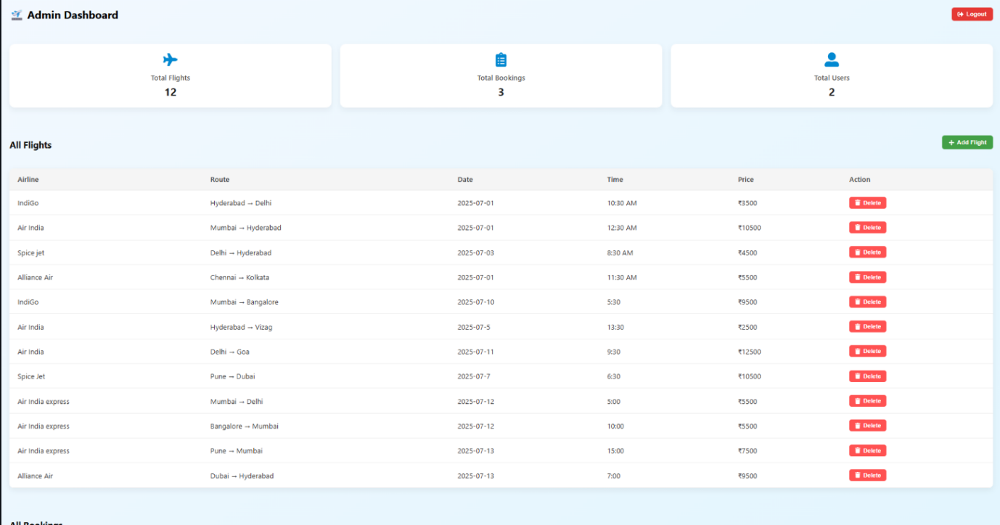 Admin Dashboard
Logout
Total Flights
12
Total Bookings
3
Total Users
2
All Flights
+ Add Flight
Airline Route Date Time Price Action
IndiGo Hyderabad → Delhi 2025-07-01 10:30 AM ₹3500 Delete
Air India Mumbai → Hyderabad 2025-07-01 12:30 AM ₹10500 Delete
Spice jet Delhi → Hyderabad 2025-07-03 8:30 AM ₹4500 Delete
Alliance Air Chennai → Kolkata 2025-07-01 11:30 AM ₹5500 Delete
IndiGo Mumbai → Bangalore 2025-07-10 5:30 ₹9500 Delete
Air India Hyderabad → Vizag 2025-07-5 13:30 ₹2500 Delete
Air India Delhi → Goa 2025-07-11 9:30 ₹12500 Delete
Spice Jet Pune → Dubai 2025-07-7 6:30 ₹10500 Delete
Air India express Mumbai → Delhi 2025-07-12 5:00 ₹5500 Delete
Air India express Bangalore → Mumbai 2025-07-12 10:00 ₹5500 Delete
Air India express Pune → Mumbai 2025-07-13 15:00 ₹7500 Delete
Alliance Air Dubai → Hyderabad 2025-07-13 7:00 ₹9500 Delete
All Bookings